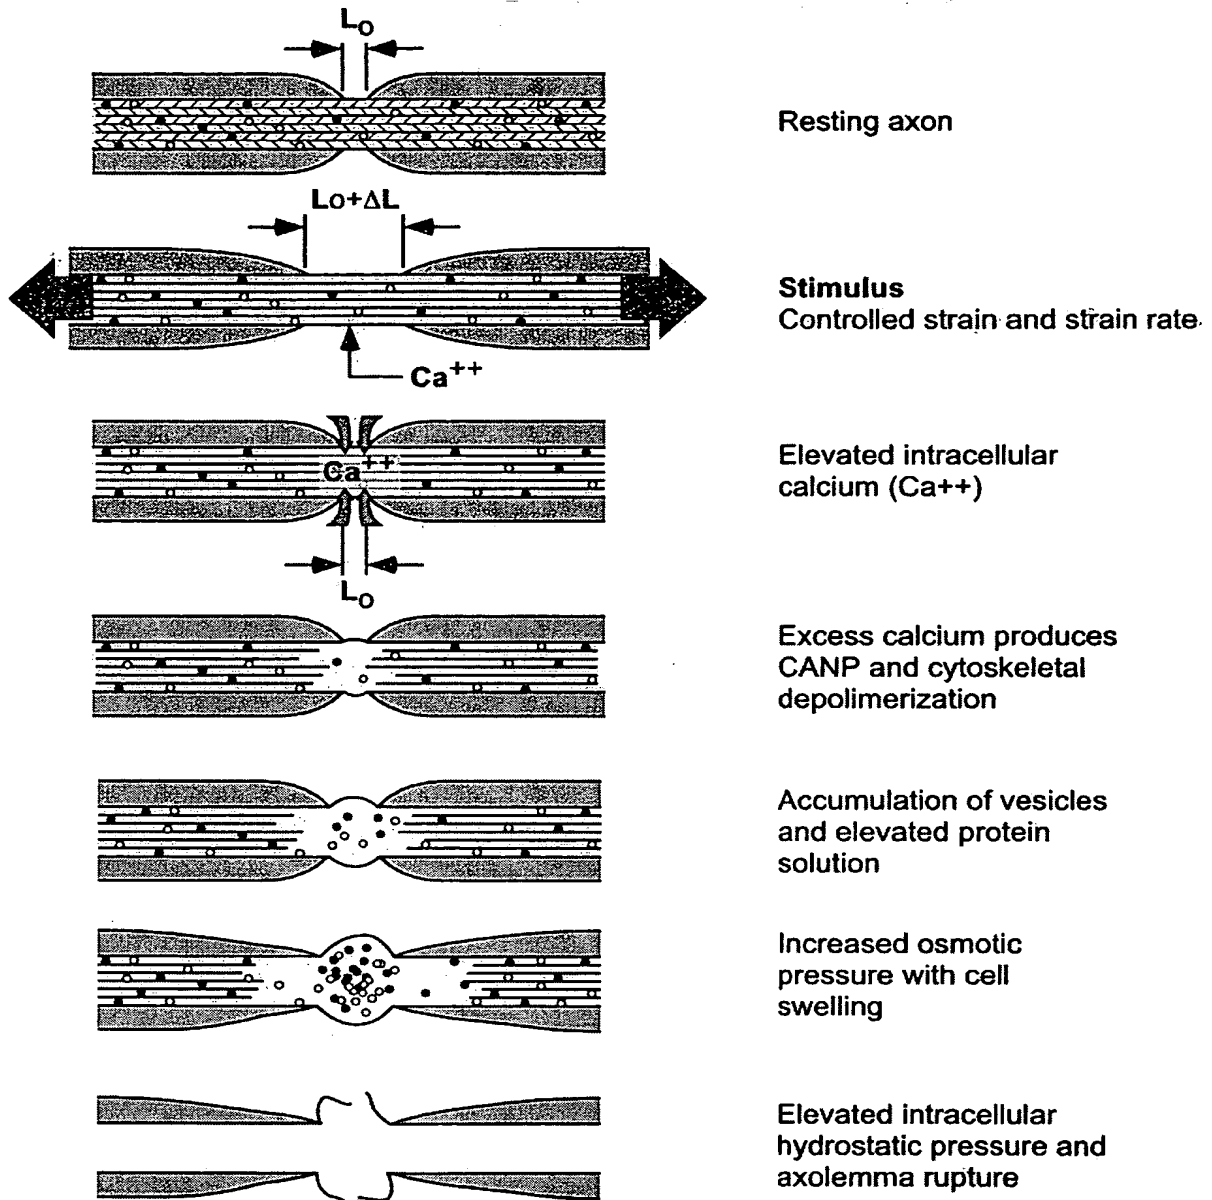 Lo
Resting axon
Lo+ΔL
Stimulus
Controlled strain and strain rate
Ca++
Elevated intracellular
calcium (Ca++)
Ca++
Lo
Excess calcium produces
CANP and cytoskeletal
depolimerization
Accumulation of vesicles
and elevated protein
solution
Increased osmotic
pressure with cell
swelling
Elevated intracellular
hydrostatic pressure and
axolemma rupture